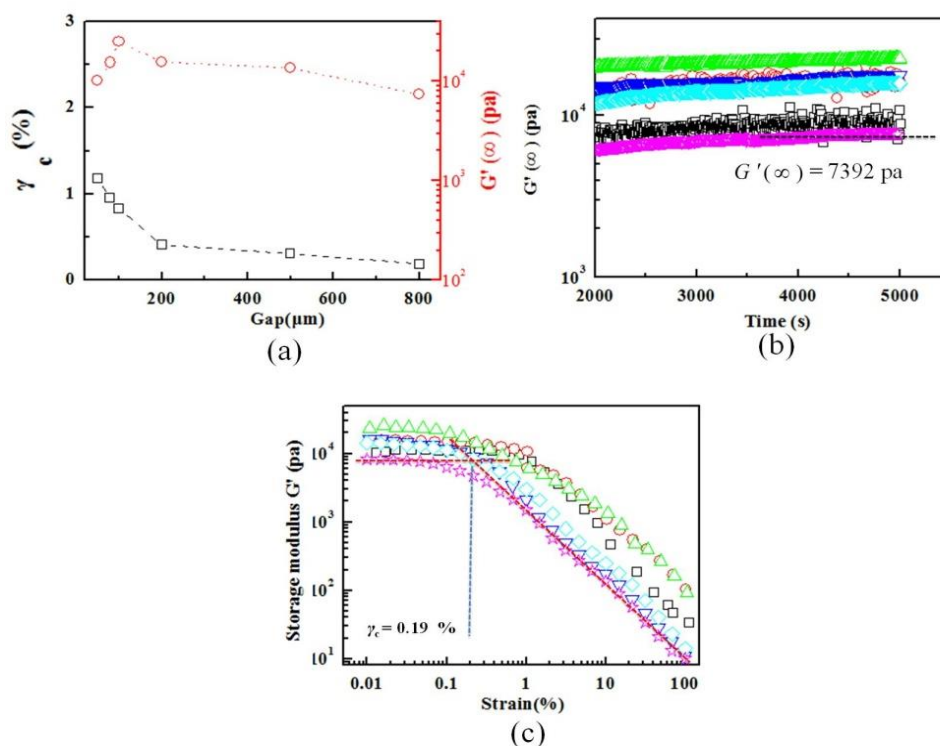 3
2
1
0
γ c (%)
200
400
600
800
Gap(μm)
10⁴
10³
10²
G'(∞) (pa)
(a)
10⁴
10³
G'(∞) (pa)
G'(∞) = 7392 pa
2000
3000
4000
5000
Time (s)
(b)
10⁴
10³
10²
10¹
Storage modulus G' (pa)
γc = 0.19 %
0.01
0.1
1
10
100
Strain(%)
(c)